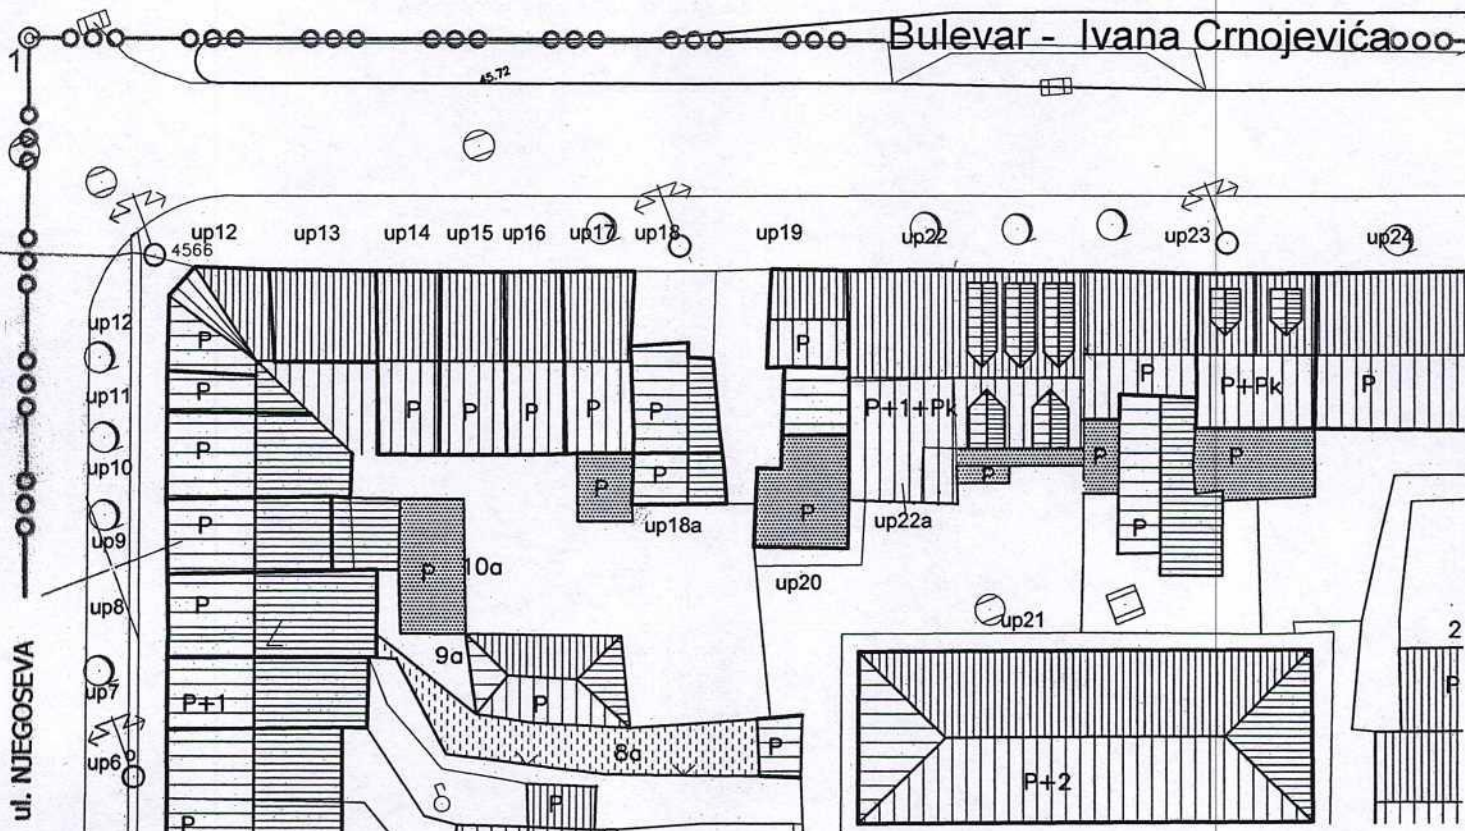 Bulevar - Ivana Crnojevića
1
45.72
up12 up13 up14 up15 up16 up17 up18 up19 up22 up23 up24
4566
up12
P
P
P
P+Pk
P
up11
P
P
P
P
P
P
P+1+Pk
up10
P
P
P
P
P
P
up9
P
P
up18a
P
up22a
P
P
10a
up20
up8
P
up21
ul. NJEGOSEVA
9a
2
up7
P+1
P
P
up6
8a
P
P+2
P
P